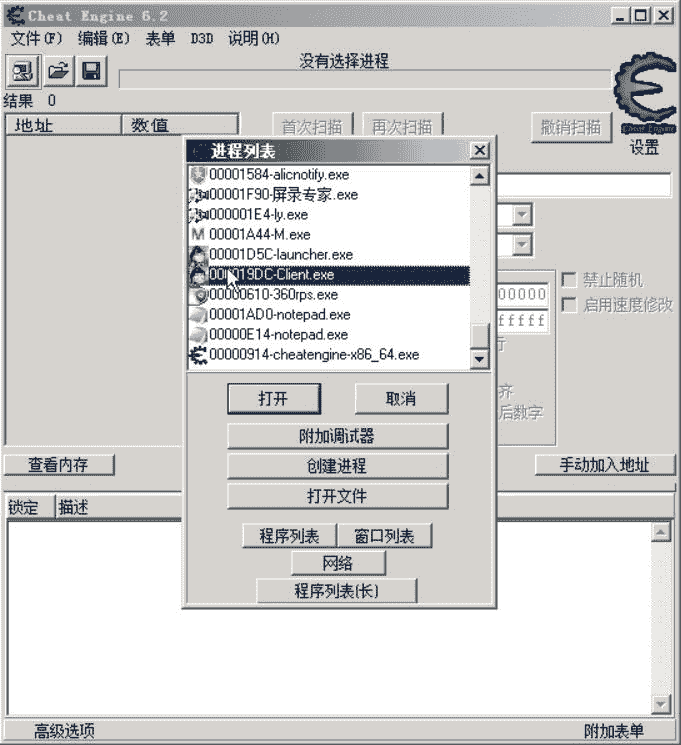 Cheat Engine 6.2
文件(F) 编辑(E) 表单 D3D 说明(H)
没有选择进程
结果 0
地址 数值
首次扫描 再次扫描 撤销扫描
Cheat Engine
设置
进程列表
00001584-alicnotify.exe
00001F90-屏录专家.exe
000001E4-ly.exe
00001A44-M.exe
00001D5C-launcher.exe
000019DC-Client.exe
00000610-360rps.exe
00001AD0-notepad.exe
00000E14-notepad.exe
00000914-cheatengine-x86_64.exe
00000
fffff
行
齐
后数字
禁止随机
启用速度修改
打开 取消
附加调试器
创建进程
打开文件
程序列表 窗口列表
网络
程序列表(长)
查看内存 手动加入地址
锁定 描述
高级选项 附加表单